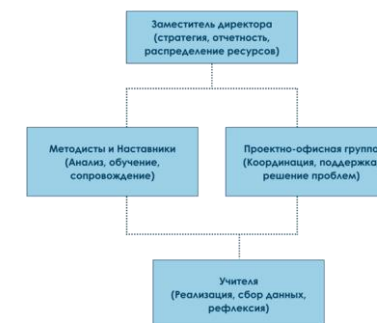 Заместитель директора
(стратегия, отчетность,
распределение ресурсов)
Методисты и Наставники
(Анализ, обучение,
сопровождение)
Проектно-офисная группа
(Координация, поддержка
решение проблем)
Учителя
(Реализация, сбор данных,
рефлексия)